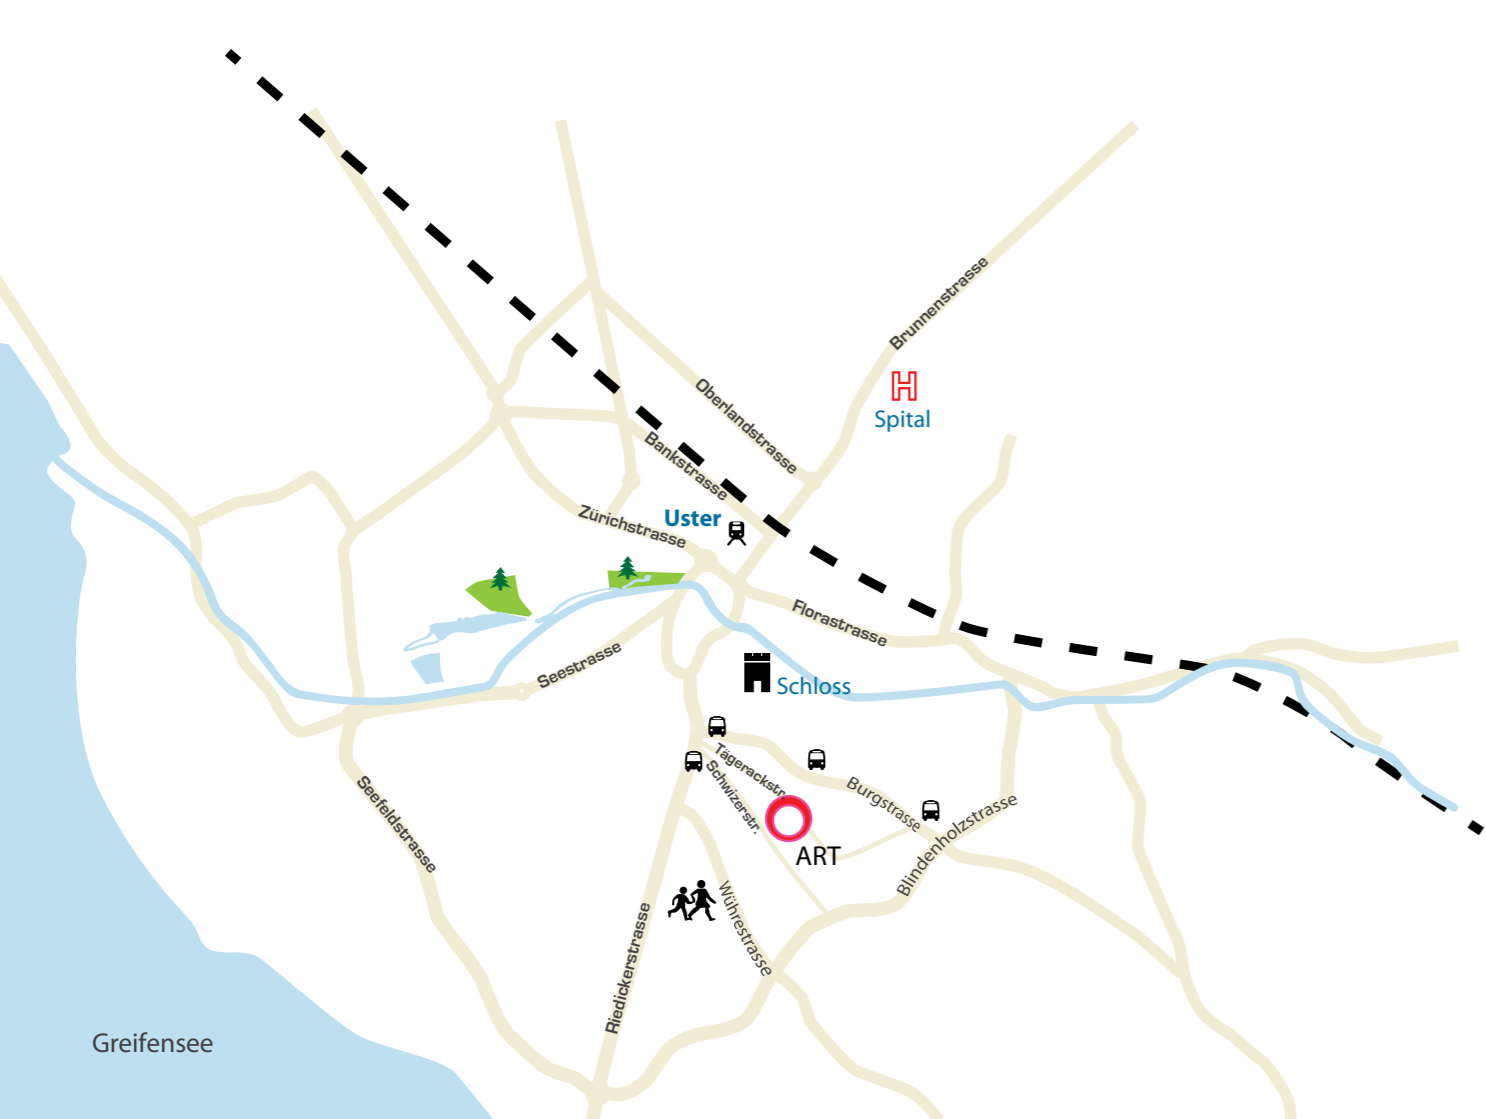 Brunnenstrasse
Oberlandstrasse
Spital
Bankstrasse
Zürichstrasse
Uster
Florastrasse
Seestrasse
Schloss
Tägerackstr.
Schwizerstr.
Burgstrasse
Seefeldstrasse
Blindenholzstrasse
ART
Wührestrasse
Riedickerstrasse
Greifensee